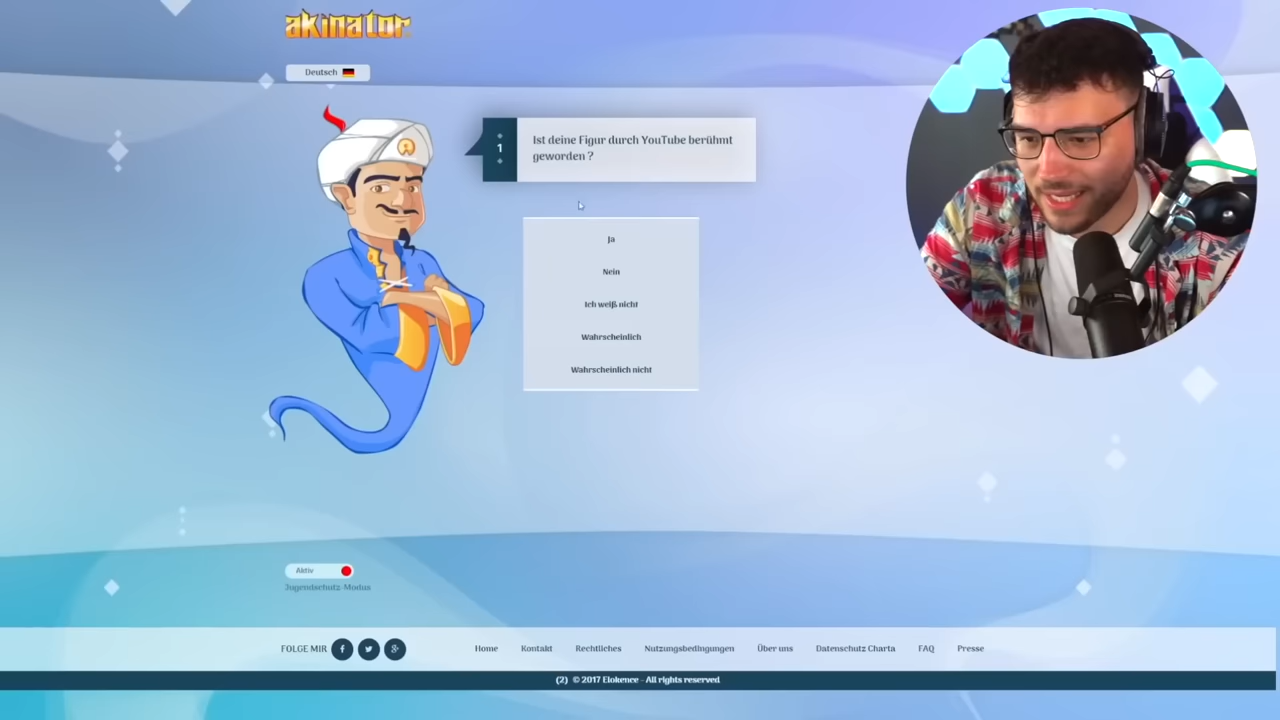 akinator
Deutsch
1
Ist deine Figur durch YouTube berühmt
geworden ?
Ja
Nein
Ich weiß nicht
Wahrscheinlich
Wahrscheinlich nicht
Aktiv
Jugendschutz-Modus
FOLGE MIR
Home Kontakt Rechtliches Nutzungsbedingungen Über uns Datenschutz Charta FAQ Presse
(2) © 2017 Elokence - All rights reserved